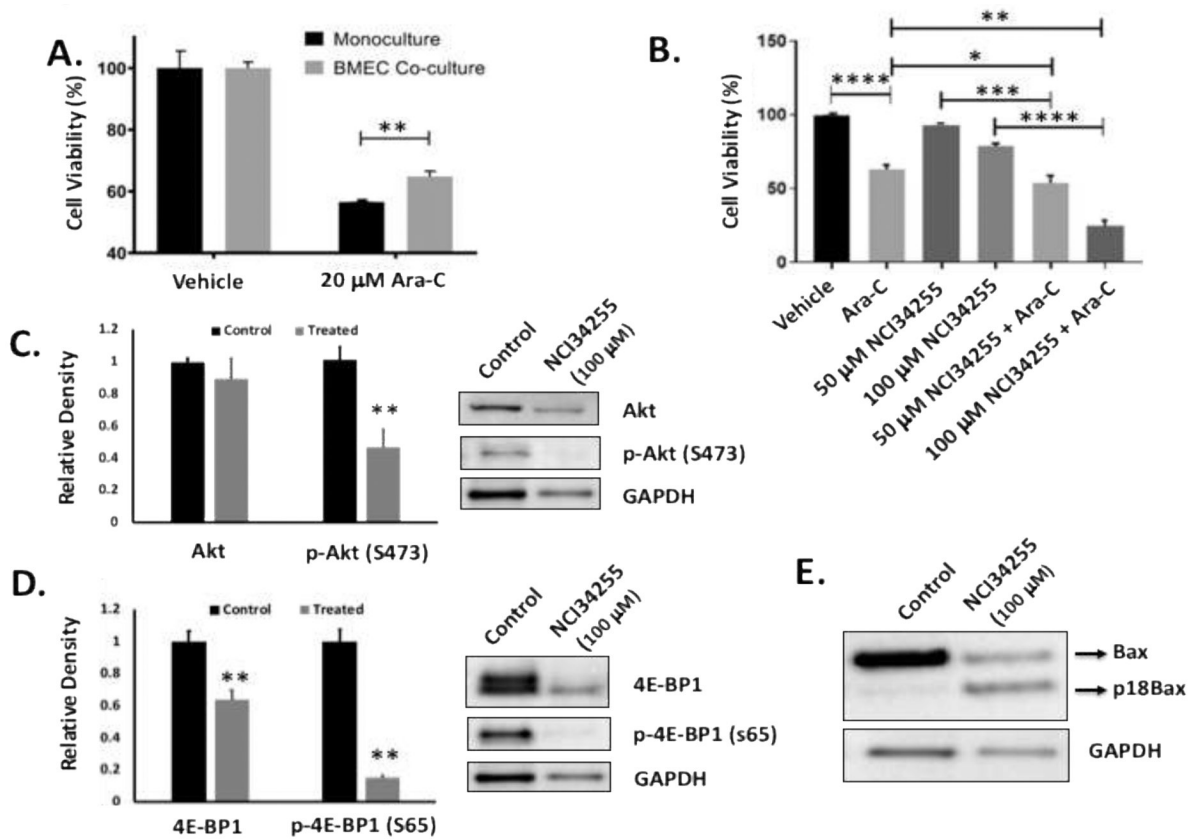 A.
Cell Viability (%)
100
80
60
40
Monoculture
BMEC Co-culture
**
Vehicle
20 μM Ara-C
B.
Cell Viability (%)
150
100
50
0
**
*
****
***
****
Vehicle
Ara-C
50 μM NCI34255
100 μM NCI34255
50 μM NCI34255 + Ara-C
100 μM NCI34255 + Ara-C
C.
Relative Density
1.2
1
0.8
0.6
0.4
0.2
0
Control
Treated
**
Akt
p-Akt (S473)
Control
NCI34255
(100 μM)
Akt
p-Akt (S473)
GAPDH
D.
Relative Density
1.2
1
0.8
0.6
0.4
0.2
0
Control
Treated
**
**
4E-BP1
p-4E-BP1 (S65)
Control
NCI34255
(100 μM)
4E-BP1
p-4E-BP1 (s65)
GAPDH
E.
Control
NCI34255
(100 μM)
Bax
p18Bax
GAPDH